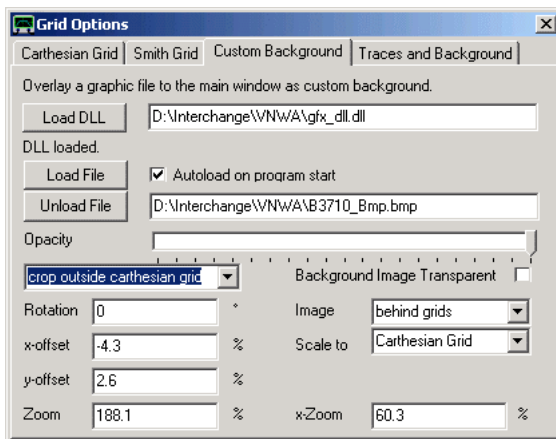 Grid Options
Carthesian Grid Smith Grid Custom Background Traces and Background
Overlay a graphic file to the main window as custom background.
Load DLL D:\Interchange\VNWA\gfx_dll.dll
DLL loaded.
Load File Autoload on program start
Unload File D:\Interchange\VNWA\B3710_Bmp.bmp
Opacity
crop outside carthesian grid Background Image Transparent
Rotation 0 ° Image behind grids
x-offset -4.3 % Scale to Carthesian Grid
y-offset 2.6 %
Zoom 188.1 % x-Zoom 60.3 %